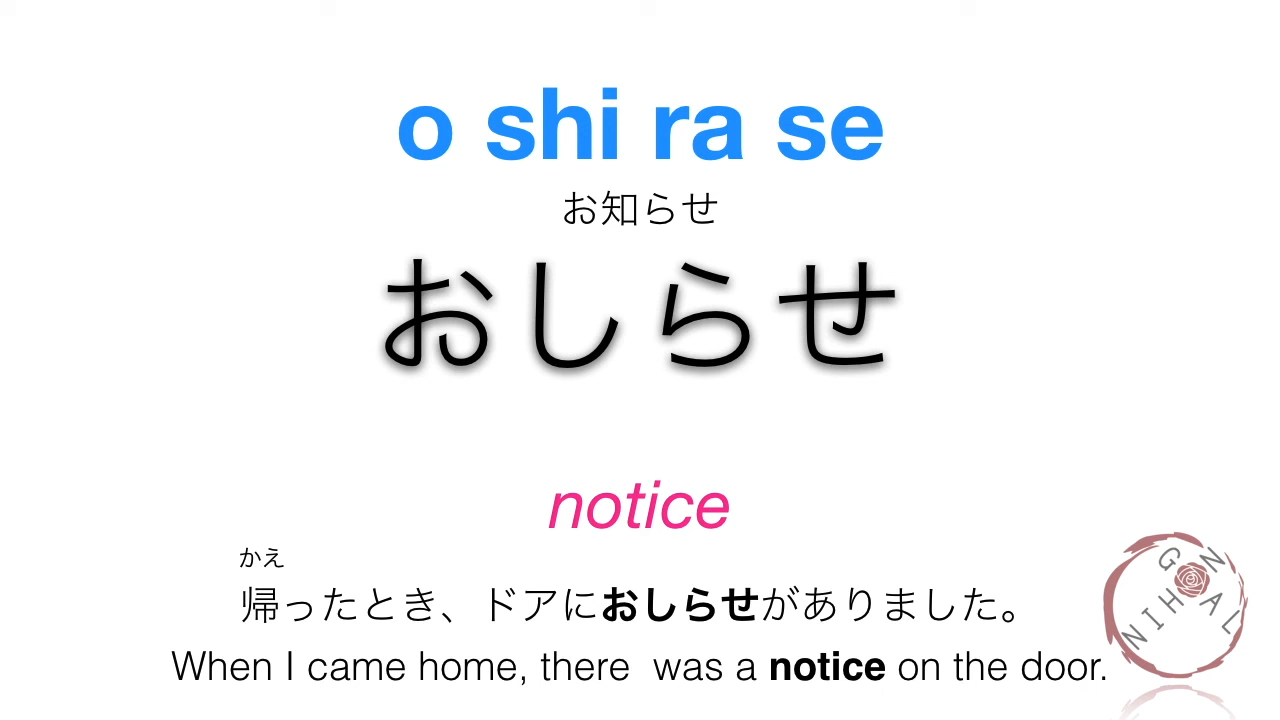 o shi ra se
お知らせ
おしらせ
notice
かえ
帰ったとき、ドアにおしらせがありました。
When I came home, there was a notice on the door.
NIHONGAL